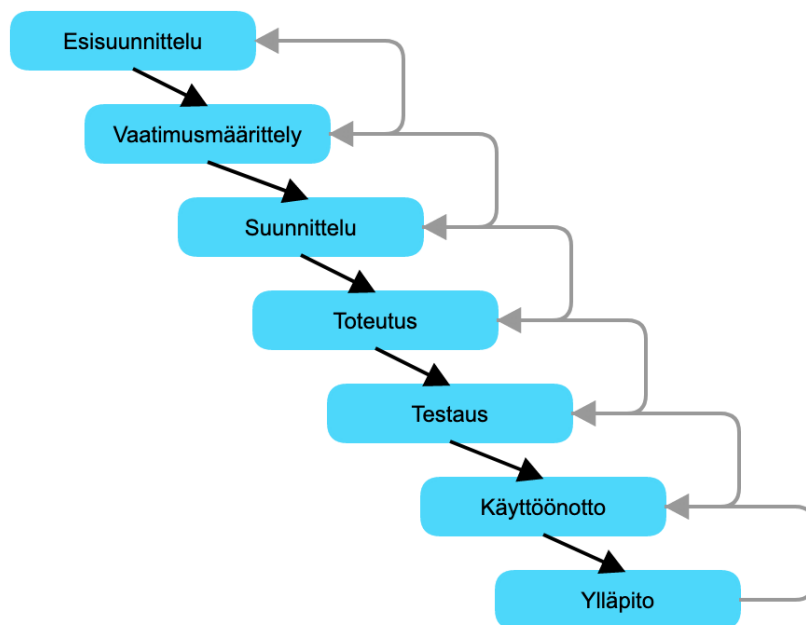 Esisuunnittelu
Vaatimusmäärittely
Suunnittelu
Toteutus
Testaus
Käyttöönotto
Ylläpito